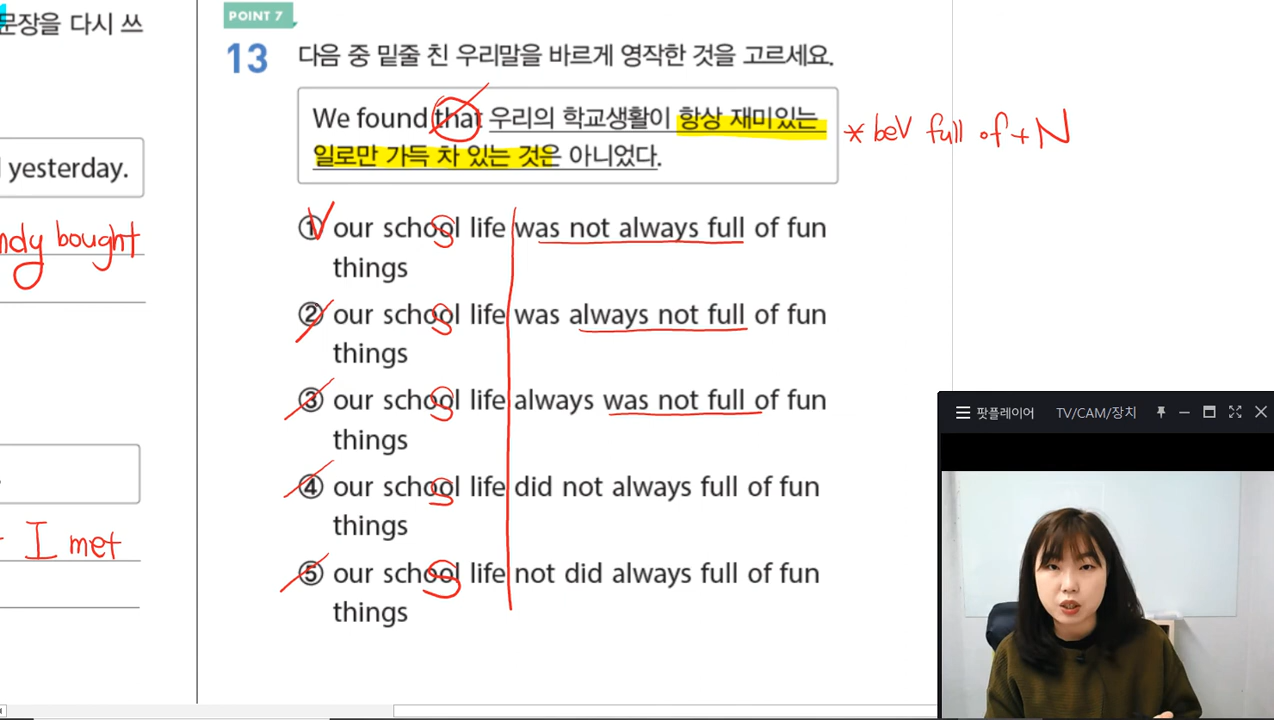 문장을 다시 쓰
yesterday.
ndy bought
I met
POINT 7
13 다음 중 밑줄 친 우리말을 바르게 영작한 것을 고르세요.
We found that 우리의 학교생활이 항상 재미있는
일로만 가득 차 있는 것은 아니었다.
* beV full of + N
① our school life was not always full of fun
things
② our school life was always not full of fun
things
③ our school life always was not full of fun
things
④ our school life did not always full of fun
things
⑤ our school life not did always full of fun
things
S
S
S
S
S
팟플레이어 TV/CAM/장치